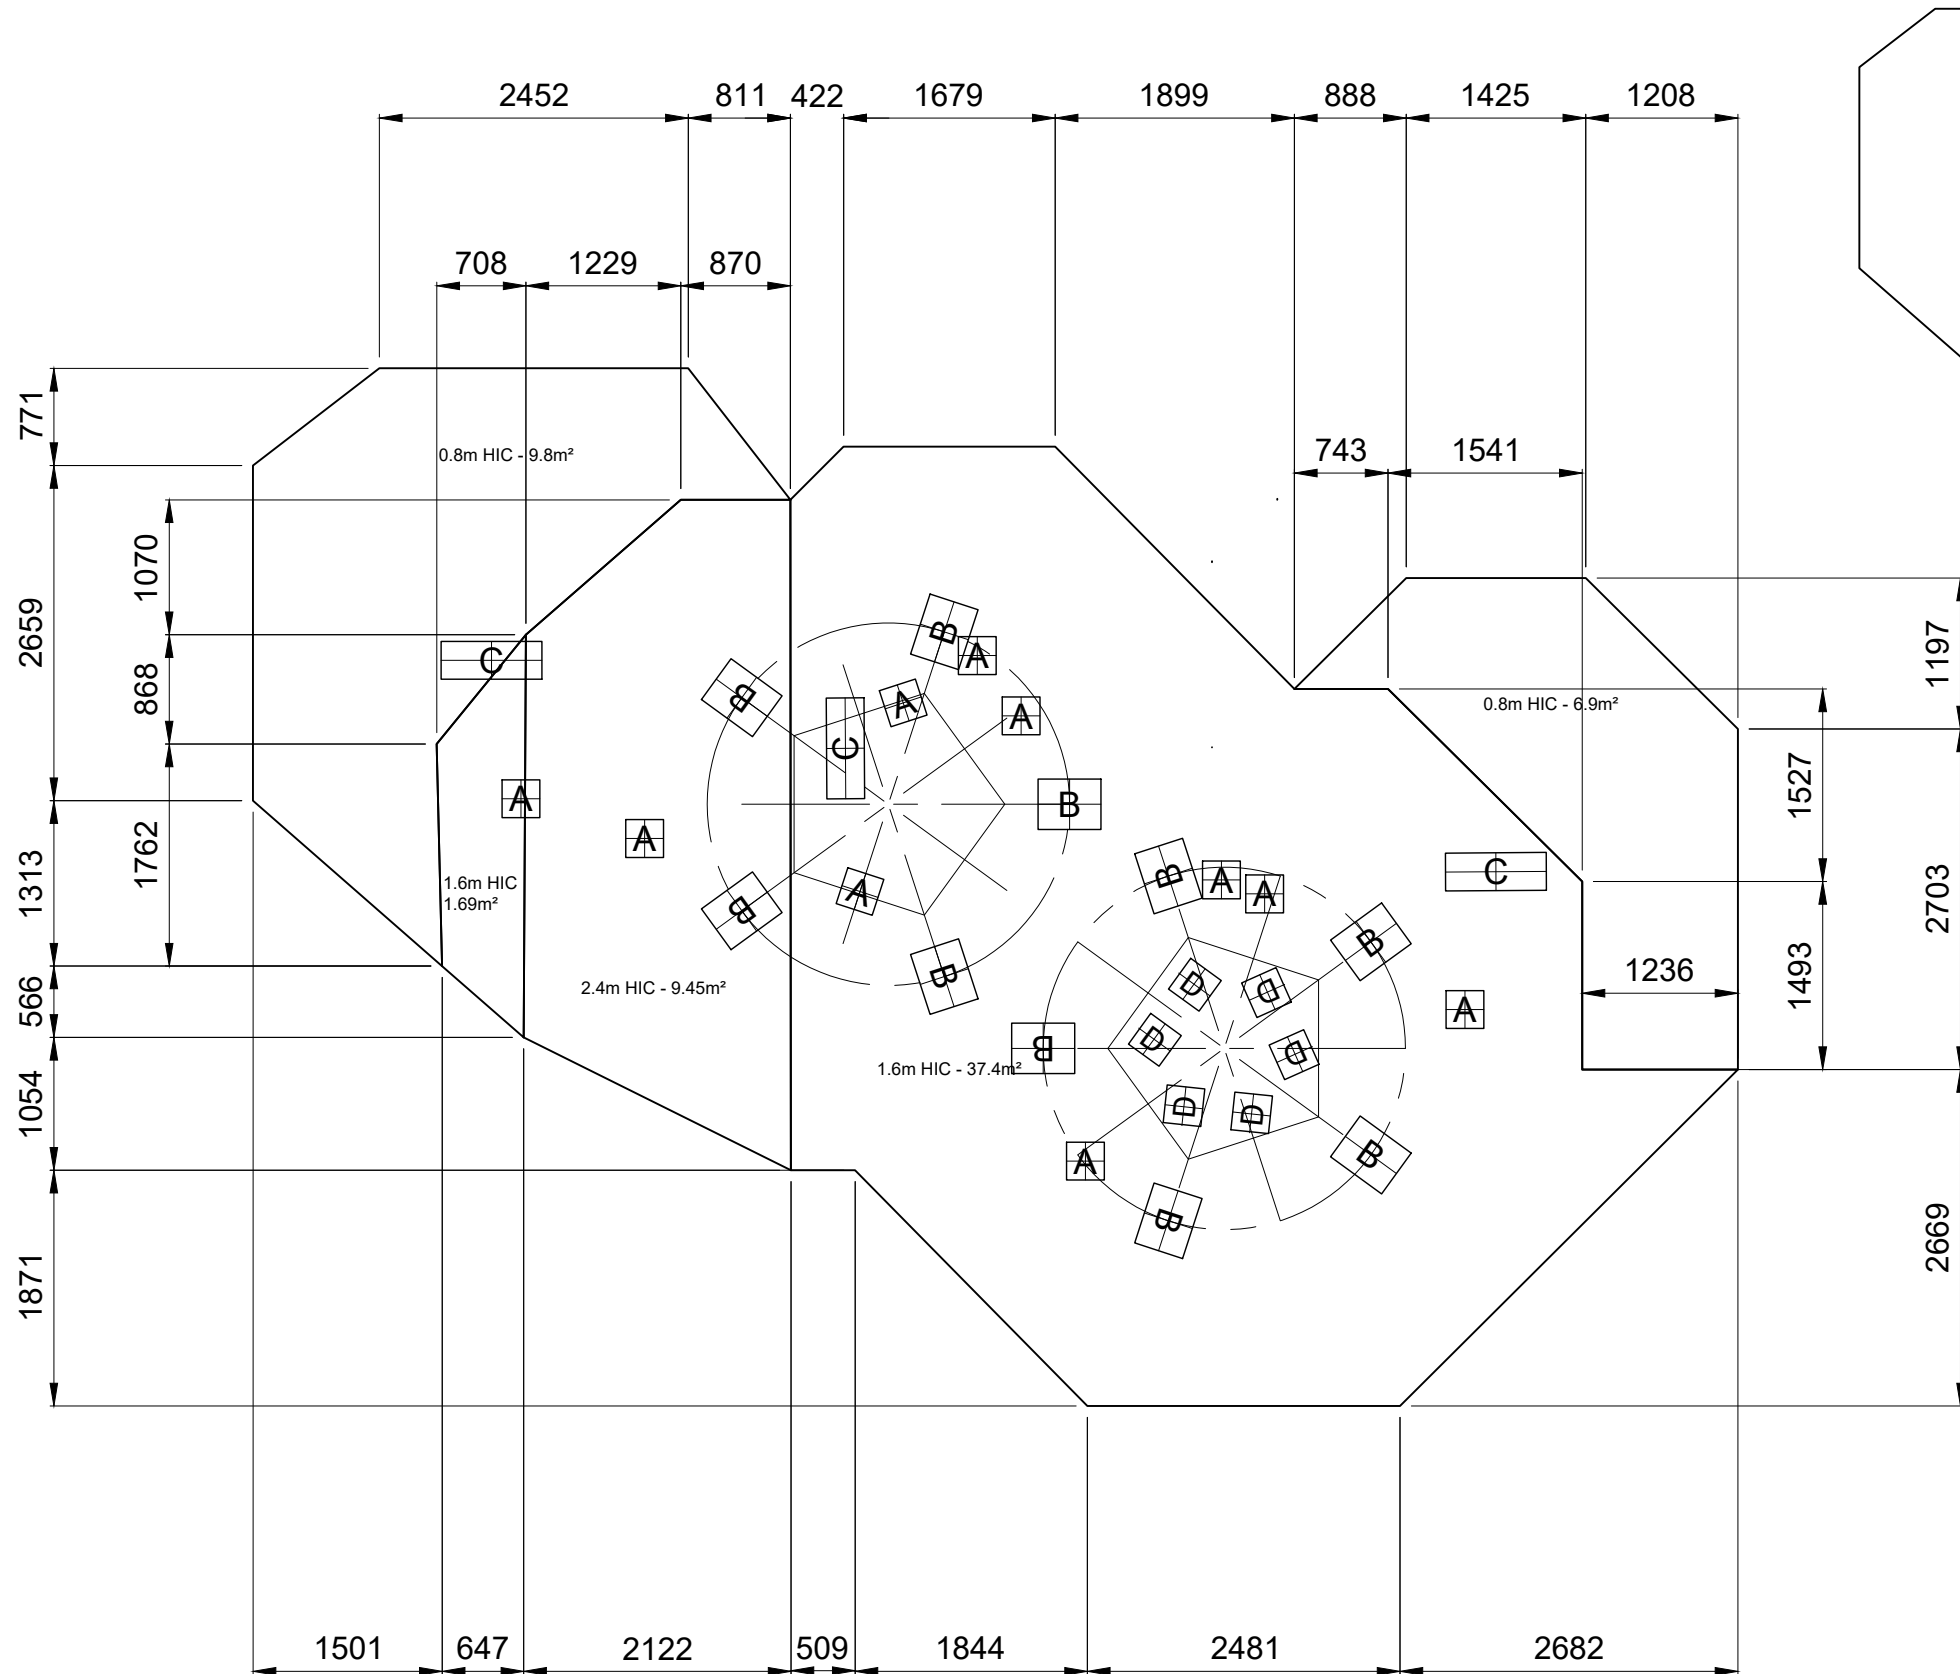 2452 811 422 1679 1899 888 1425 1208
708 1229 870
743 1541
771
2659
1313
566
1054
1871
1070
868
1762
0.8m HIC - 9.8m²
0.8m HIC - 6.9m²
1.6m HIC
1.69m²
2.4m HIC - 9.45m²
1.6m HIC - 37.4m²
B
A
C
B
A
A
C
A
B
A
A
B
B
A
B
A
A
C
B
D
D
A
B
D
D
D
D
A
B
B
1236
1527
1493
1197
2703
2669
1501 647 2122 509 1844 2481 2682